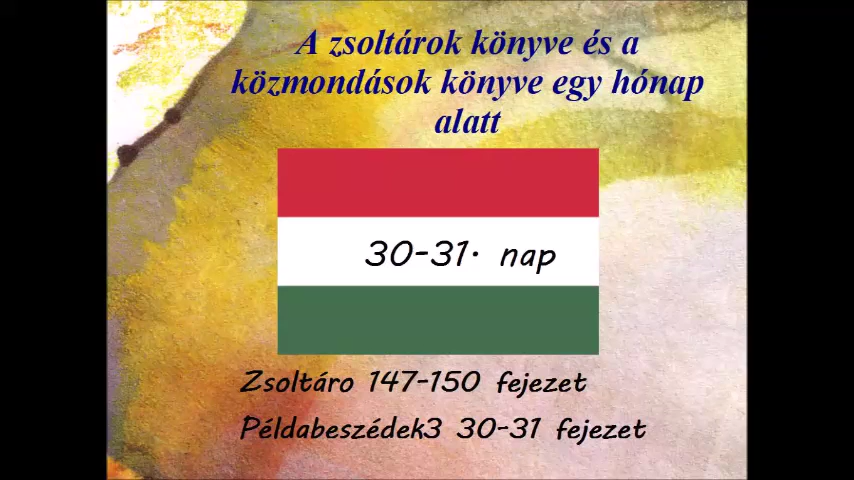 A zsoltárok könyve és a
közmondások könyve egy hónap
alatt
30-31. nap
Zsoltáro 147-150 fejezet
Példabeszédek3 30-31 fejezet